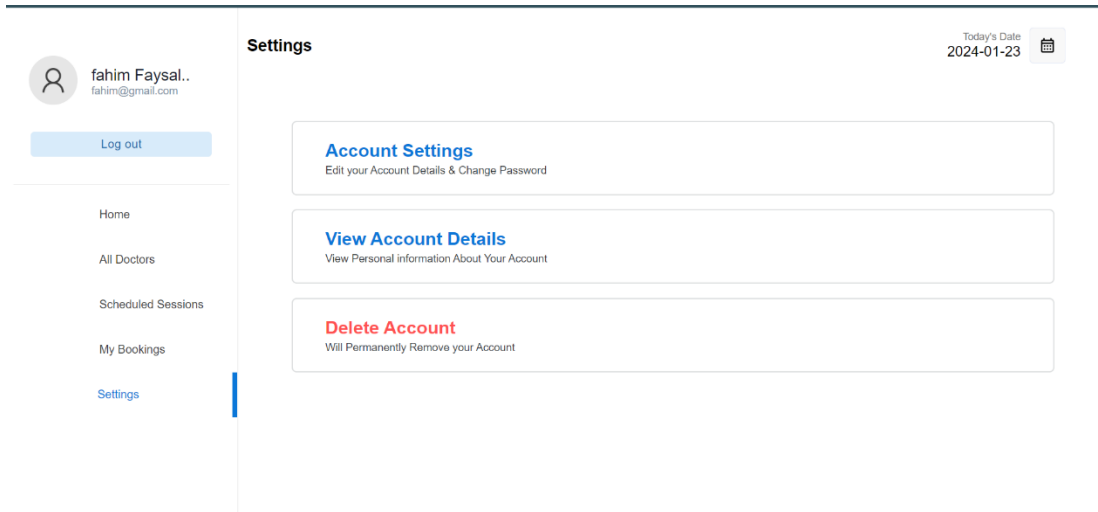 fahim Faysal..
fahim@gmail.com
Log out
Home
All Doctors
Scheduled Sessions
My Bookings
Settings
Settings
Today's Date
2024-01-23
Account Settings
Edit your Account Details & Change Password
View Account Details
View Personal information About Your Account
Delete Account
Will Permanently Remove your Account